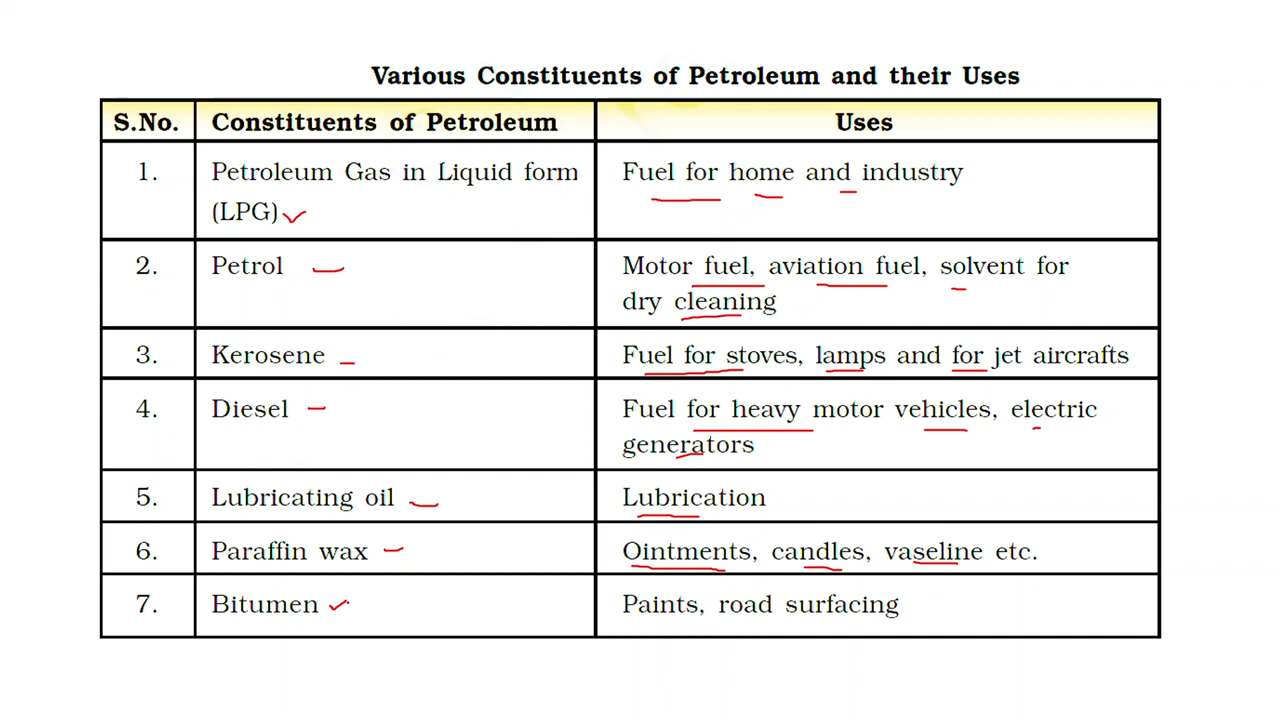 Various Constituents of Petroleum and their Uses
S.No. Constituents of Petroleum Uses
1. Petroleum Gas in Liquid form Fuel for home and industry
(LPG)
2. Petrol Motor fuel, aviation fuel, solvent for
dry cleaning
3. Kerosene Fuel for stoves, lamps and for jet aircrafts
4. Diesel Fuel for heavy motor vehicles, electric
generators
5. Lubricating oil Lubrication
6. Paraffin wax Ointments, candles, vaseline etc.
7. Bitumen Paints, road surfacing